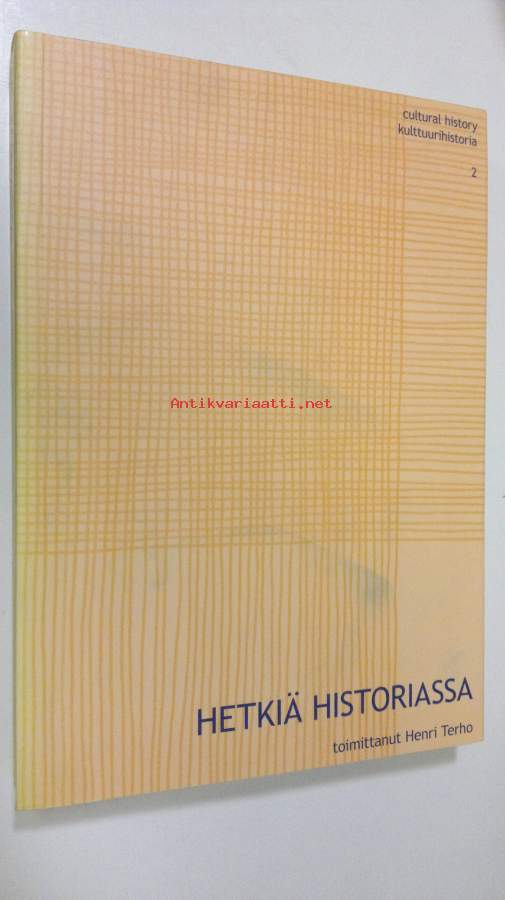 cultural history
kulttuurihistoria
2
Antikvariaatti.net
HETKIÄ HISTORIASSA
toimittanut Henri Terho